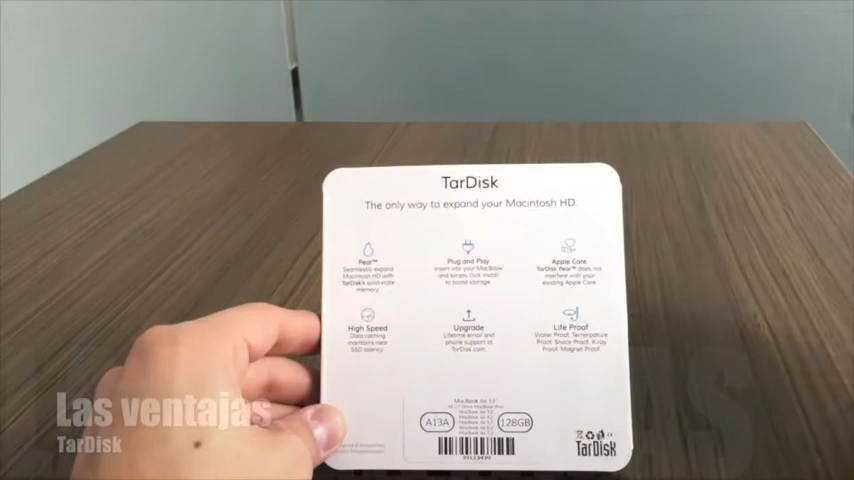 TarDisk
The only way to expand your Macintosh HD.
Pear™
Seamlessly expand
Macintosh HD with
TarDisk's solid-state
memory.
Plug and Play
Insert into your MacBook
and simply click install
to boost storage.
Apple Care
TarDisk Pear™ does not
interfere with your
existing Apple Care.
High Speed
Data caching
maintains near
SSD latency.
Upgrade
Lifetime email and
phone support at
TarDisk.com.
Life Proof
Water Proof, Temperature
Proof, Shock Proof, X-ray
Proof, Magnet Proof.
MacBook Air 13"
A13A
128GB
TarDisk
Las ventajas
TarDisk